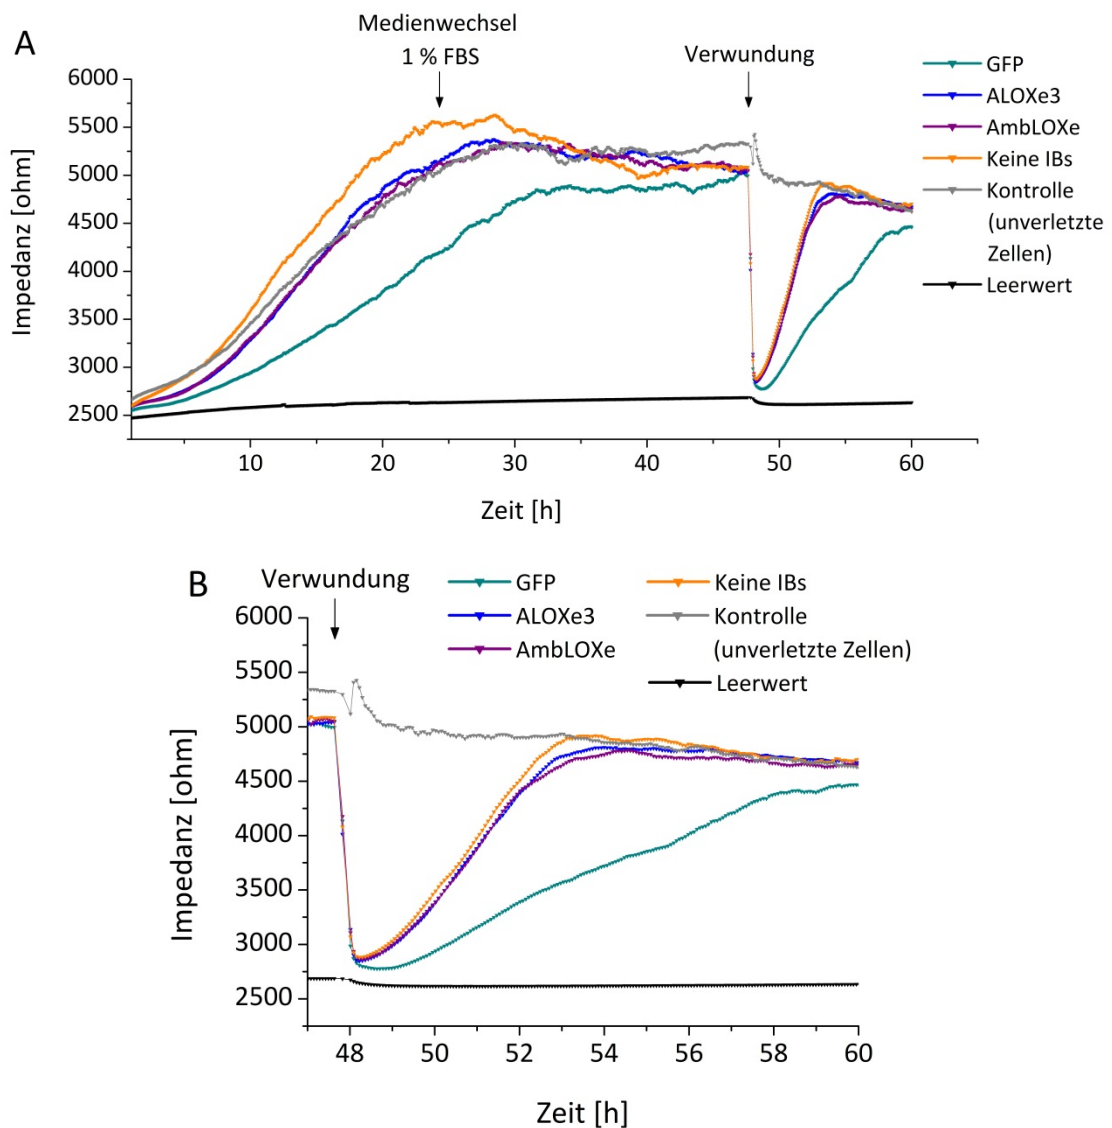 A
Medienwechsel
1 % FBS
Verwundung
Impedanz [ohm]
6000
5500
5000
4500
4000
3500
3000
2500
10
20
30
40
50
60
Zeit [h]
GFP
ALOXe3
AmbLOXe
Keine IBs
Kontrolle
(unverletzte
Zellen)
Leerwert
B
Verwundung
GFP
ALOXe3
AmbLOXe
Keine IBs
Kontrolle
(unverletzte Zellen)
Leerwert
Impedanz [ohm]
6000
5500
5000
4500
4000
3500
3000
2500
48
50
52
54
56
58
60
Zeit [h]